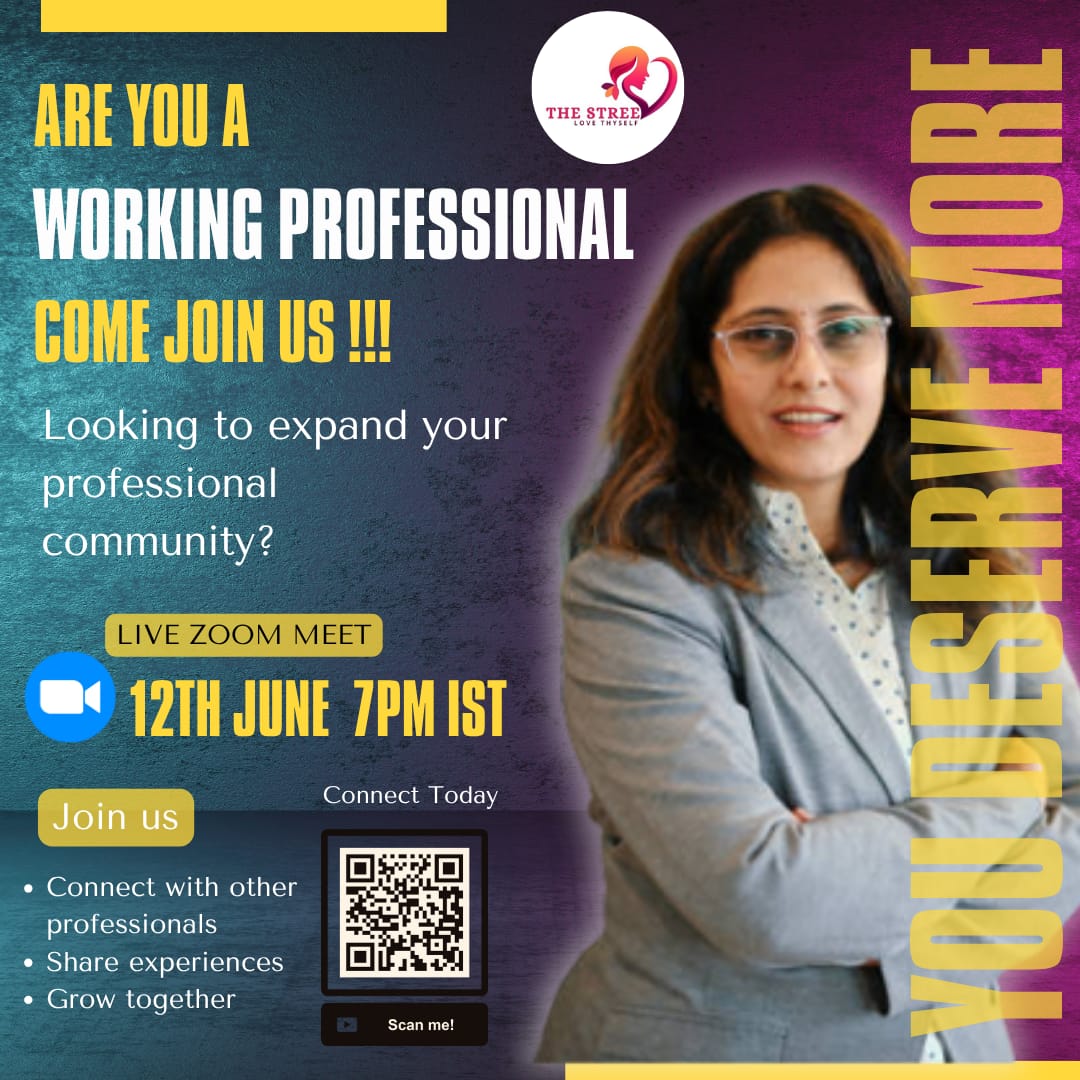 THE STREE
LOVE THYSELF
ARE YOU A
WORKING PROFESSIONAL
COME JOIN US !!!
Looking to expand your
professional
community?
LIVE ZOOM MEET
12TH JUNE 7PM IST
Join us
• Connect with other
professionals
• Share experiences
• Grow together
Connect Today
Scan me!
YOU DESERVE MORE